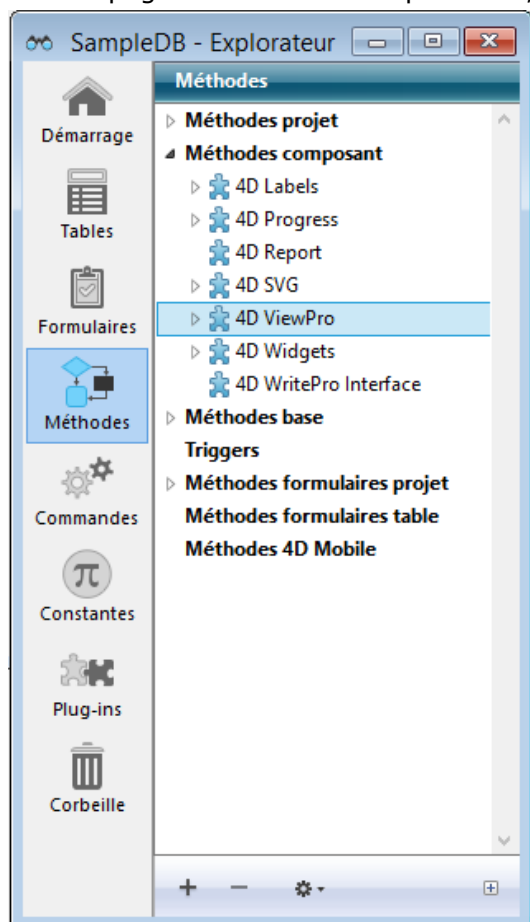 SampleDB - Explorateur
Démarrage
Tables
Formulaires
Méthodes
Commandes
Constantes
Plug-ins
Corbeille
Méthodes
Méthodes projet
Méthodes composant
4D Labels
4D Progress
4D Report
4D SVG
4D ViewPro
4D Widgets
4D WritePro Interface
Méthodes base
Triggers
Méthodes formulaires projet
Méthodes formulaires table
Méthodes 4D Mobile